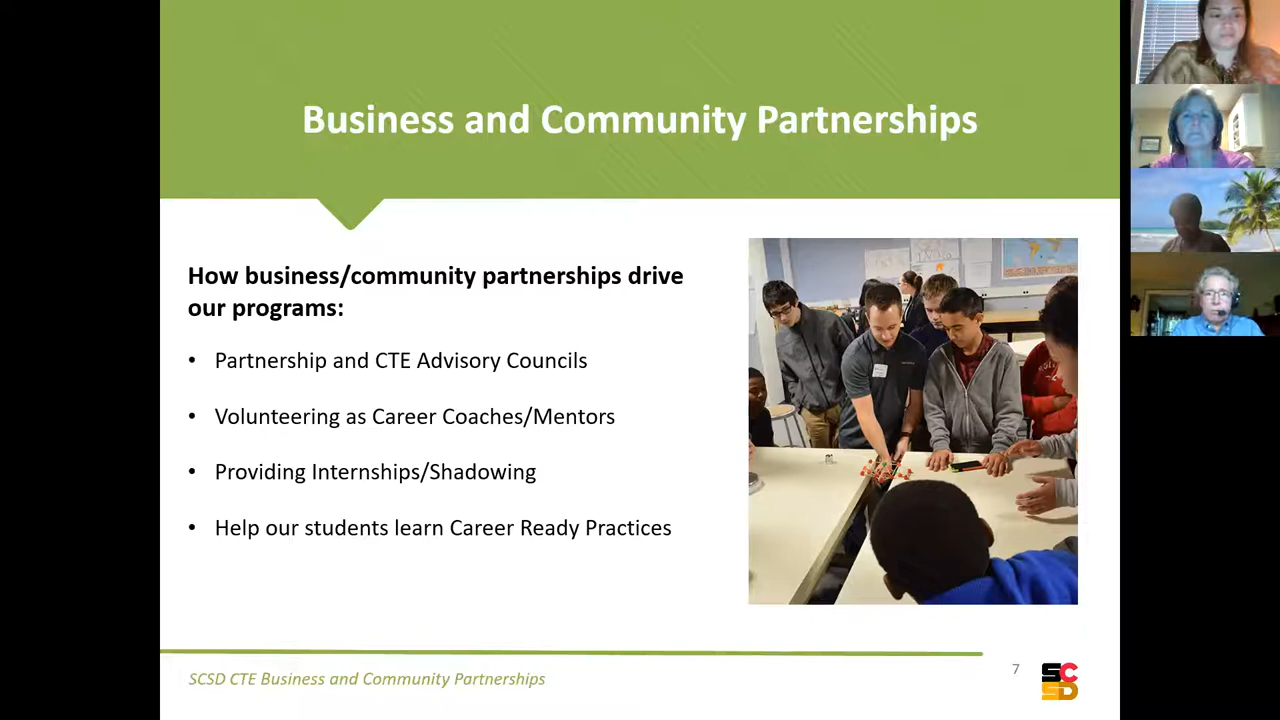 Business and Community Partnerships
How business/community partnerships drive
our programs:
• Partnership and CTE Advisory Councils
• Volunteering as Career Coaches/Mentors
• Providing Internships/Shadowing
• Help our students learn Career Ready Practices
SCSD CTE Business and Community Partnerships
7
SC
SD